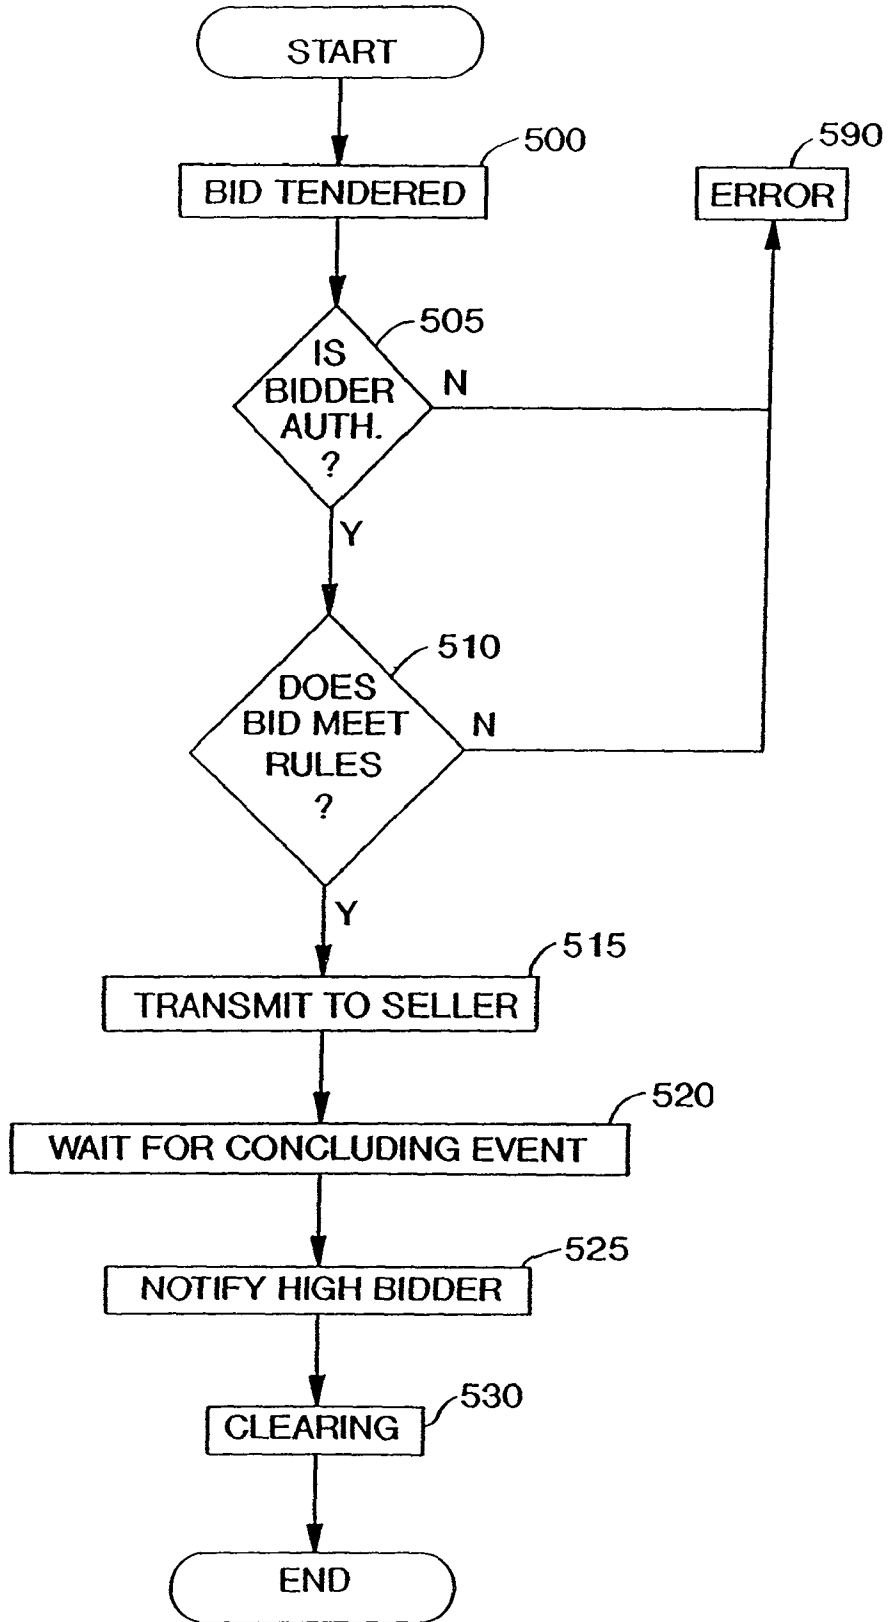 START
500
590
BID TENDERED
ERROR
505
IS
BIDDER
AUTH.
?
N
Y
510
DOES
BID MEET
RULES
?
N
Y
515
TRANSMIT TO SELLER
520
WAIT FOR CONCLUDING EVENT
525
NOTIFY HIGH BIDDER
530
CLEARING
END